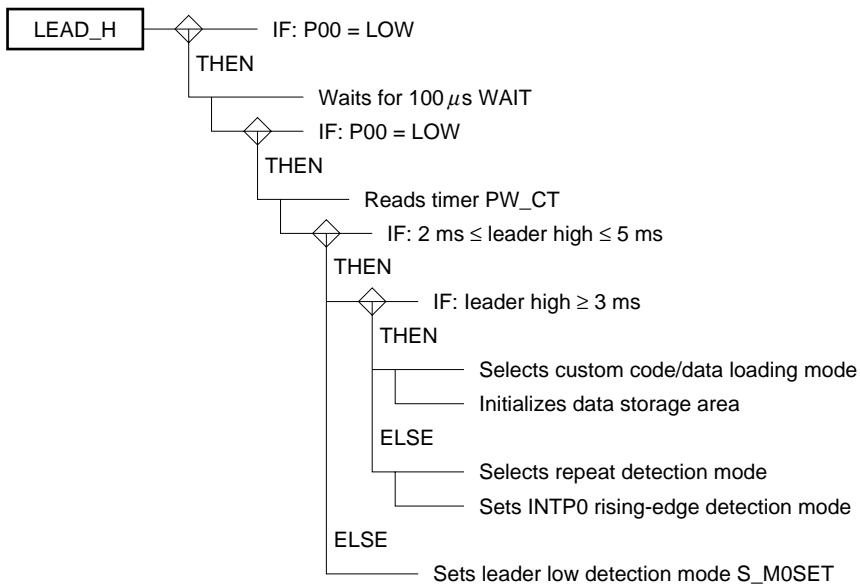 LEAD_H IF: P00 = LOW
THEN
Waits for 100 μs WAIT
IF: P00 = LOW
THEN
Reads timer PW_CT
IF: 2 ms ≤ leader high ≤ 5 ms
THEN
IF: leader high ≥ 3 ms
THEN
Selects custom code/data loading mode
Initializes data storage area
ELSE
Selects repeat detection mode
Sets INTP0 rising-edge detection mode
ELSE
Sets leader low detection mode S_M0SET